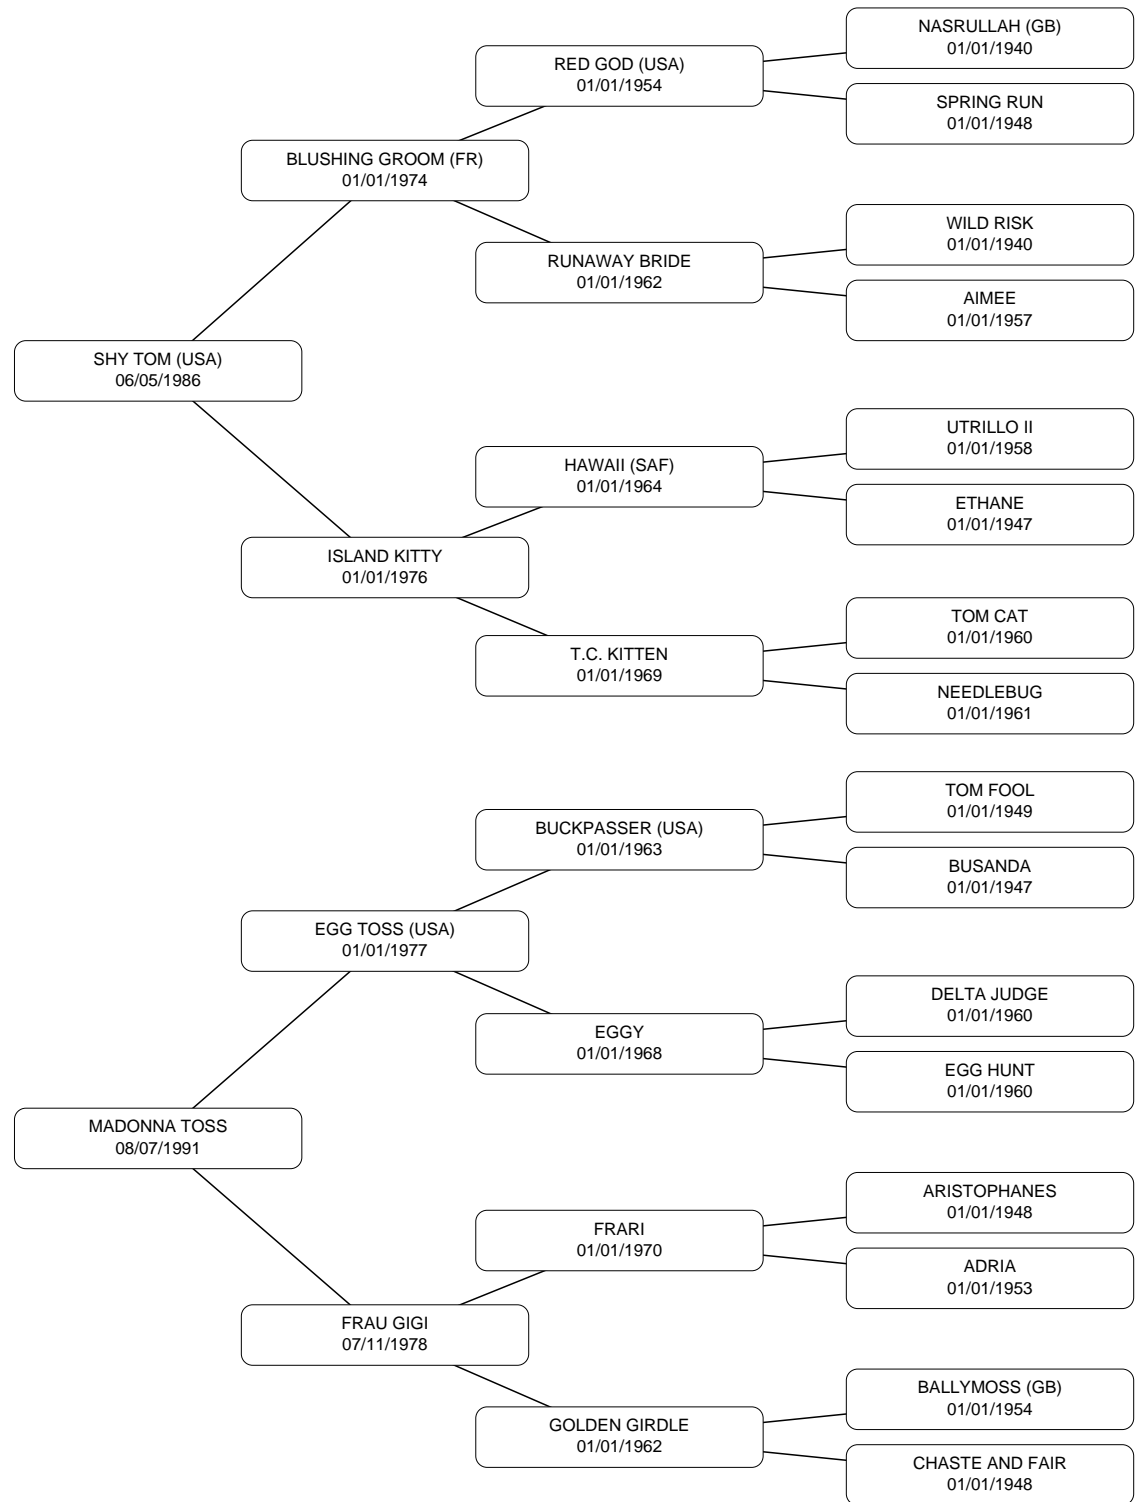 NASRULLAH (GB)
01/01/1940
RED GOD (USA)
01/01/1954
SPRING RUN
01/01/1948
BLUSHING GROOM (FR)
01/01/1974
WILD RISK
01/01/1940
RUNAWAY BRIDE
01/01/1962
AIMEE
01/01/1957
SHY TOM (USA)
06/05/1986
UTRILLO II
01/01/1958
HAWAII (SAF)
01/01/1964
ETHANE
01/01/1947
ISLAND KITTY
01/01/1976
TOM CAT
01/01/1960
T.C. KITTEN
01/01/1969
NEEDLEBUG
01/01/1961
TOM FOOL
01/01/1949
BUCKPASSER (USA)
01/01/1963
BUSANDA
01/01/1947
EGG TOSS (USA)
01/01/1977
DELTA JUDGE
01/01/1960
EGGY
01/01/1968
EGG HUNT
01/01/1960
MADONNA TOSS
08/07/1991
ARISTOPHANES
01/01/1948
FRARI
01/01/1970
ADRIA
01/01/1953
FRAU GIGI
07/11/1978
BALLYMOSS (GB)
01/01/1954
GOLDEN GIRDLE
01/01/1962
CHASTE AND FAIR
01/01/1948